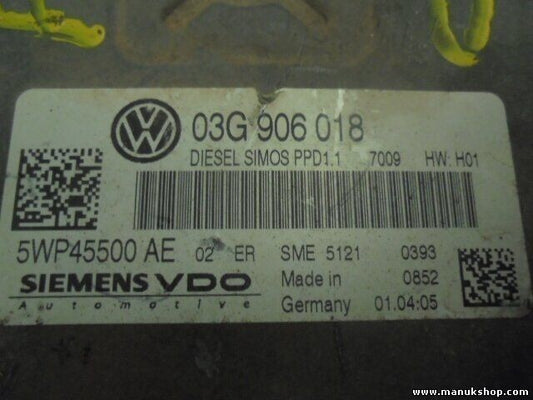 03G 906 018
DIESEL SIMOS PPD1.1 7009 HW: H01
5WP45500 AE 02 ER SME 5121 0393
SIEMENS VDO Made in 0852
Automotive Germany 01.04:05
www.manukshop.com